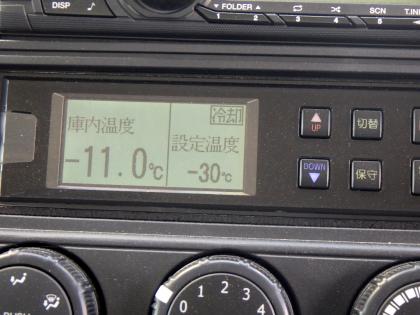 DISP
▼ FOLDER ▲
SCN
T.INF
1 2 3 4 5
冷却
庫内温度
設定温度
-11.0℃
-30℃
UP
切替
DOWN
保守
0 1 2 3 4